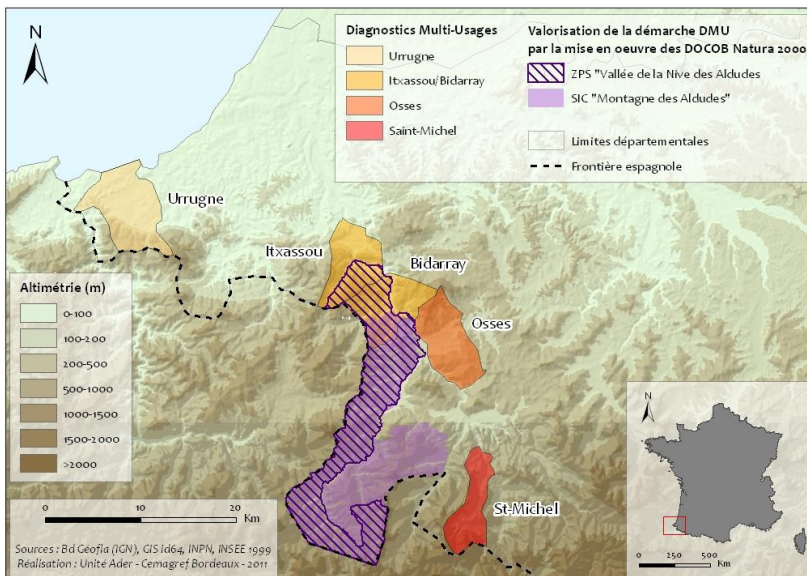 N
Diagnostics Multi-Usages
Urrugne
Itxassou/Bidarray
Osses
Saint-Michel
Valorisation de la démarche DMU
par la mise en oeuvre des DOCOB Natura 2000
ZPS "Vallée de la Nive des Aldudes
SIC "Montagne des Aldudes"
Limites départementales
Frontière espagnole
Urrugne
Itxassou
Bidarray
Osses
St-Michel
Altimétrie (m)
0-100
100-200
200-500
500-1000
1000-1500
1500-2000
>2000
0 10 20
Km
Sources : Bd Géofla (IGN), GIS id64, INPN, INSEE 1999
Réalisation : Unité Ader - Cemagref Bordeaux - 2011
N
0 250 500
Km